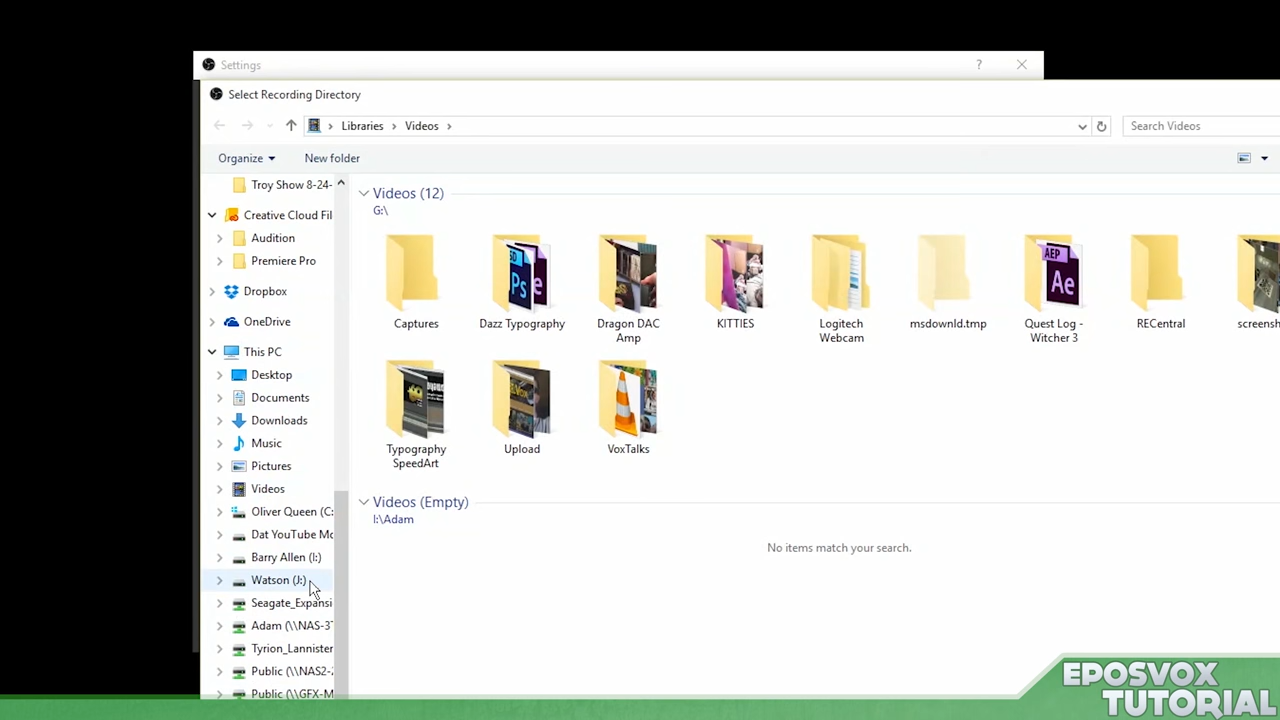 Settings
?
Select Recording Directory
Libraries
Videos
Search Videos
Organize
New folder
Troy Show 8-24-
Creative Cloud Fil
Audition
Premiere Pro
Dropbox
OneDrive
This PC
Desktop
Documents
Downloads
Music
Pictures
Videos
Oliver Queen (C:
Dat YouTube Mo
Barry Allen (I:)
Watson (J:)
Seagate_Expansi
Adam (\\NAS-3T
Tyrion_Lannister
Public (\\NAS2-
Public (\\GFX-M
Videos (12)
G:\
Captures
Dazz Typography
Dragon DAC
Amp
KITTIES
Logitech
Webcam
msdownld.tmp
Quest Log -
Witcher 3
RECentral
screensh
Typography
SpeedArt
Upload
VoxTalks
Videos (Empty)
I:\Adam
No items match your search.
EPOSVOX
TUTORIAL